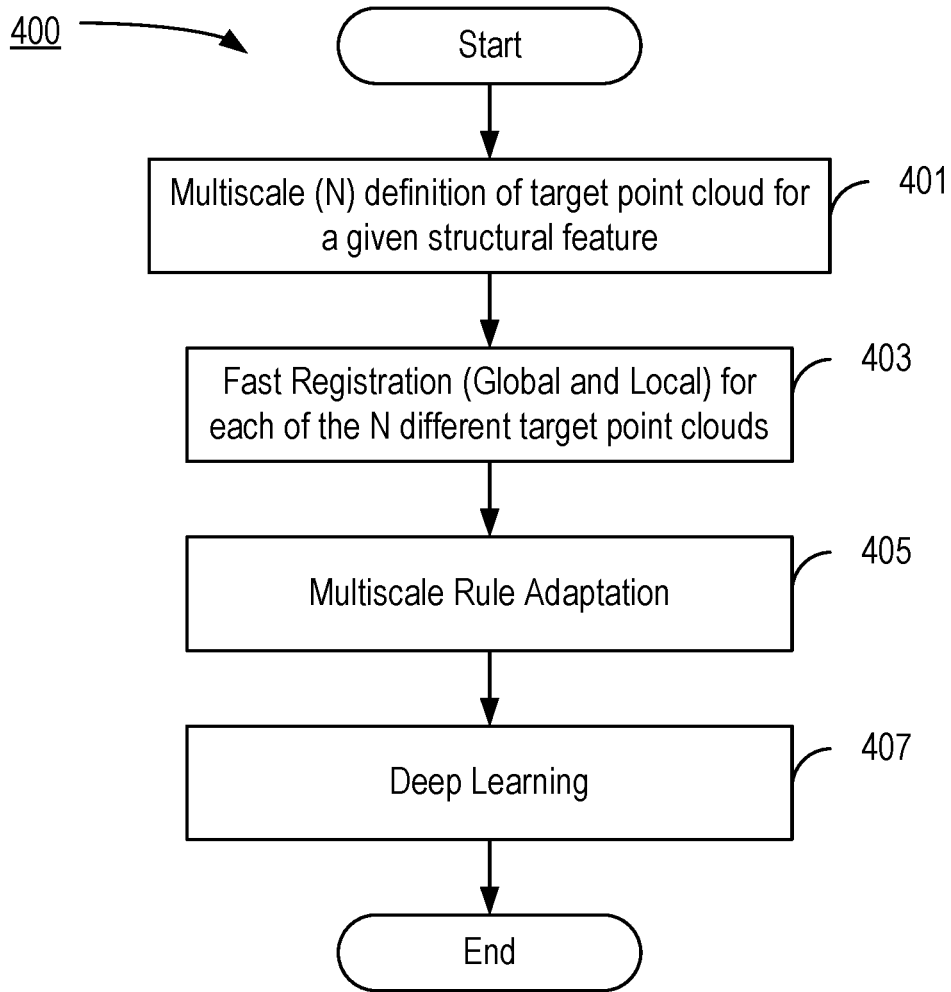 400
Start
Multiscale (N) definition of target point cloud for
a given structural feature
401
Fast Registration (Global and Local) for
each of the N different target point clouds
403
Multiscale Rule Adaptation
405
Deep Learning
407
End